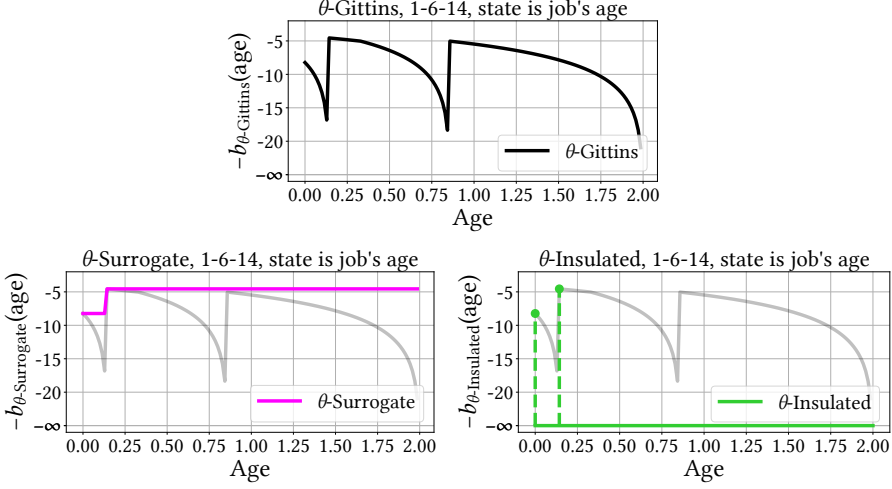 θ-Gittins, 1-6-14, state is job's age
−b_θ-Gittins(age)
-5
-10
-15
-20
−∞
0.00 0.25 0.50 0.75 1.00 1.25 1.50 1.75 2.00
θ-Gittins
Age
θ-Surrogate, 1-6-14, state is job's age
−b_θ-Surrogate(age)
-5
-10
-15
-20
−∞
0.00 0.25 0.50 0.75 1.00 1.25 1.50 1.75 2.00
θ-Surrogate
Age
θ-Insulated, 1-6-14, state is job's age
−b_θ-Insulated(age)
-5
-10
-15
-20
−∞
0.00 0.25 0.50 0.75 1.00 1.25 1.50 1.75 2.00
θ-Insulated
Age